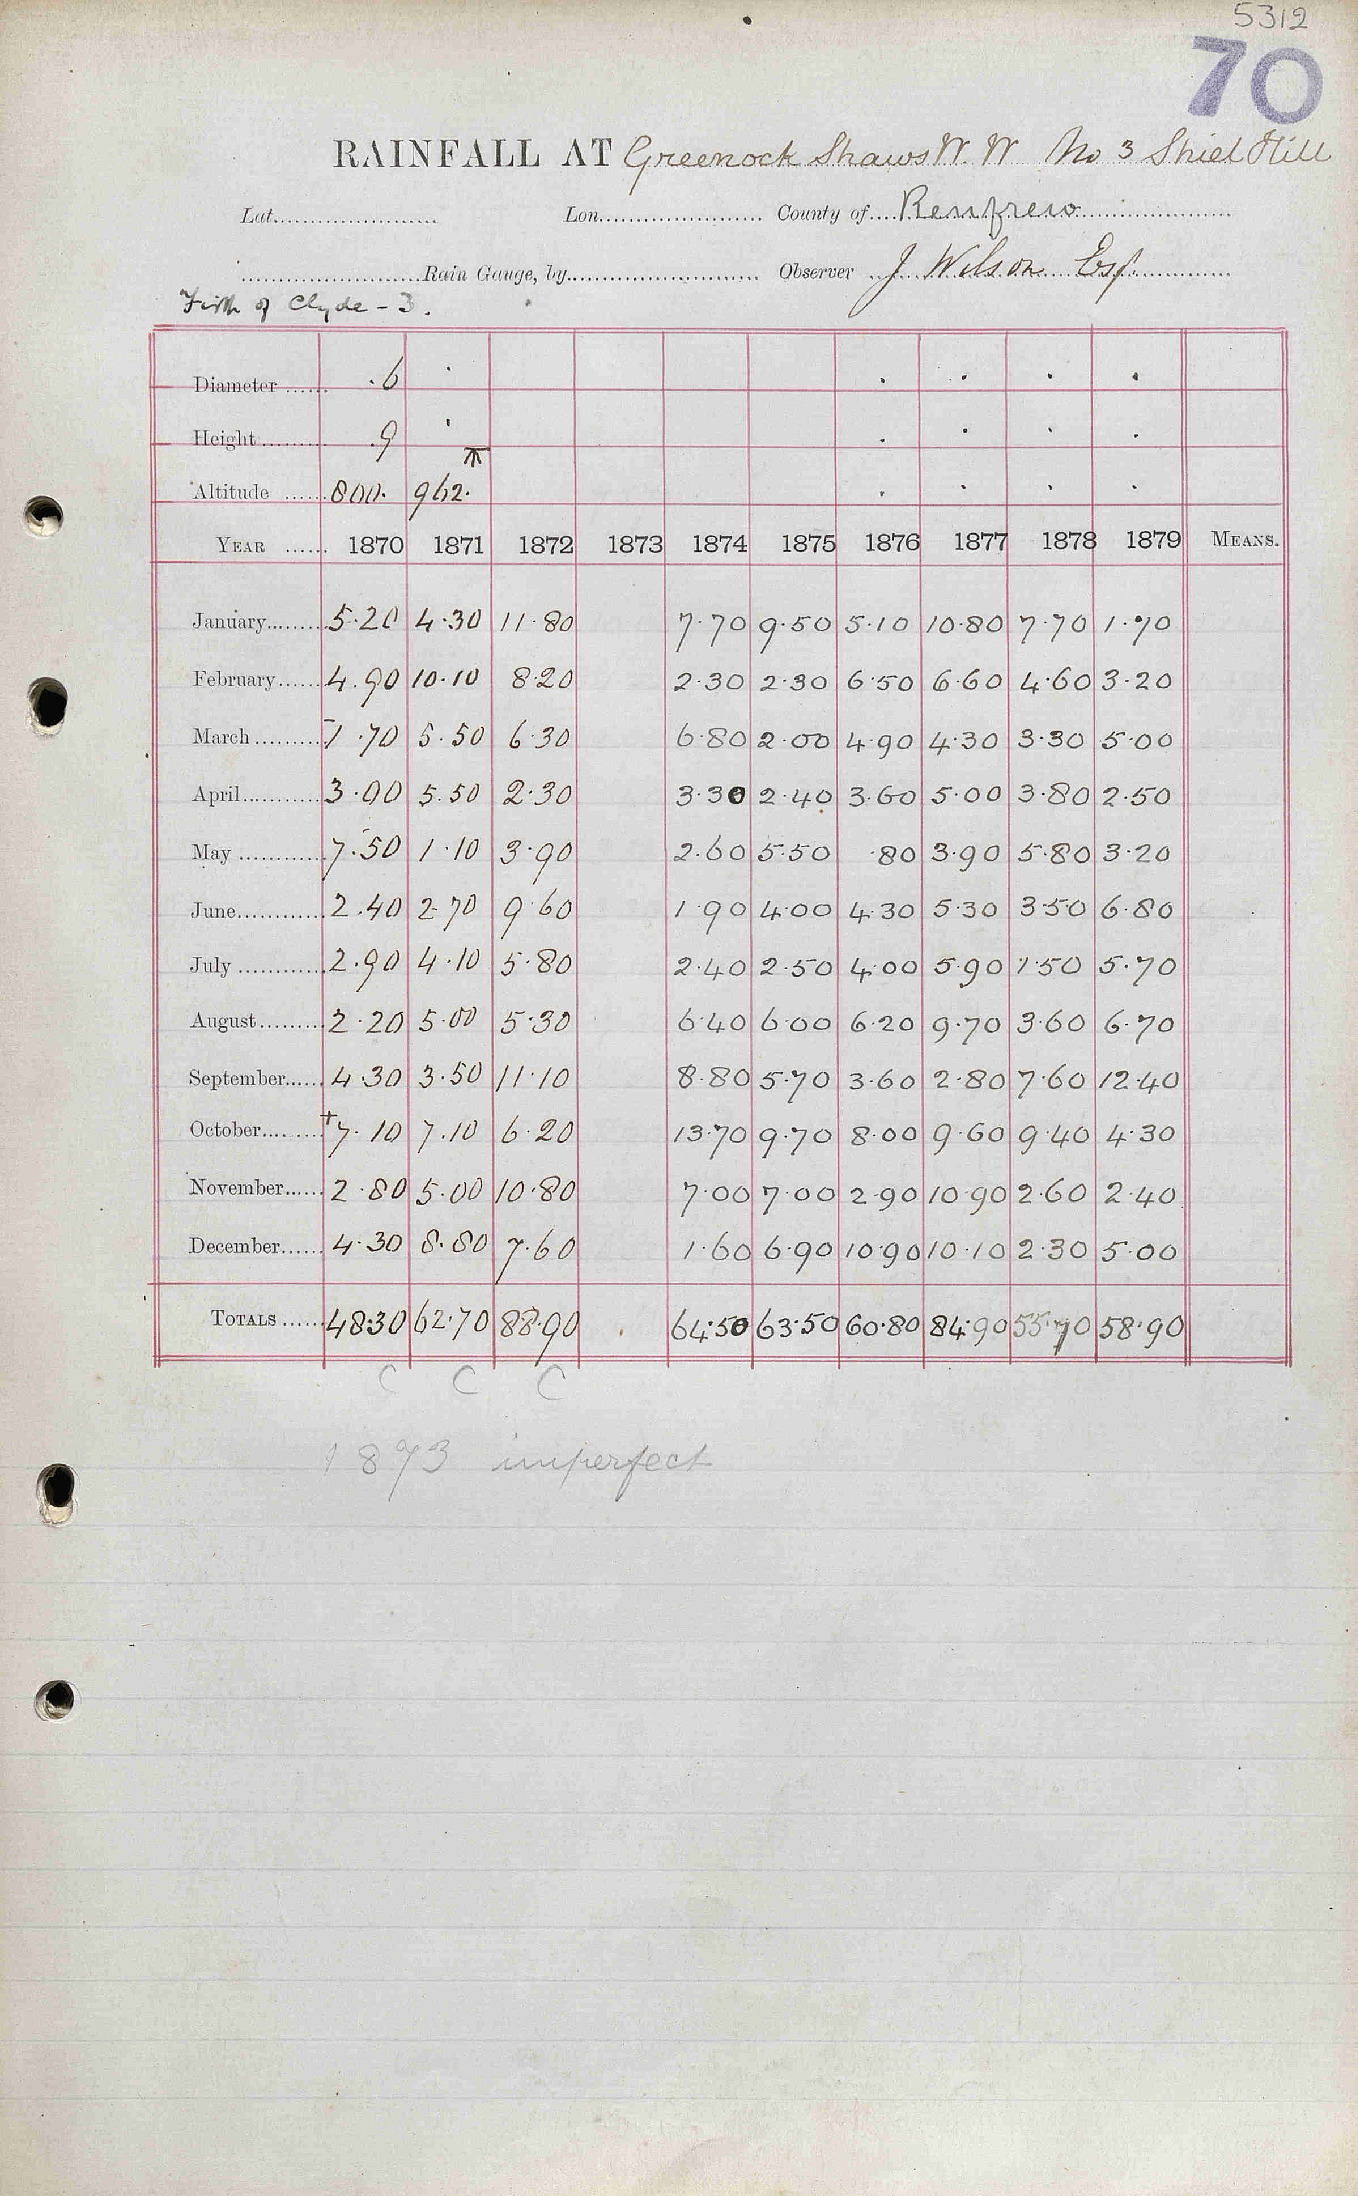 5312
70
RAINFALL AT Greenock Shaws W. W No 3 Shiel Hill
Lat. Lon. County of Renfrew
Rain Gauge, by Observer J Wilson Esq.
Firth of Clyde - 3.
Diameter .6
Height .9
Altitude 800. 962.
YEAR 1870 1871 1872 1873 1874 1875 1876 1877 1878 1879 MEANS.
January 5.20 4.30 11.80 7.70 9.50 5.10 10.80 7.70 1.70
February 4.90 10.10 8.20 2.30 2.30 6.50 6.60 4.60 3.20
March 1.70 5.50 6.30 6.80 2.00 4.90 4.30 3.30 5.00
April 3.00 5.50 2.30 3.30 2.40 3.60 5.00 3.80 2.50
May 7.50 1.10 3.90 2.60 5.50 .80 3.90 5.80 3.20
June 2.40 2.70 9.60 1.90 4.00 4.30 5.30 3.50 6.80
July 2.90 4.10 5.80 2.40 2.50 4.00 5.90 1.50 5.70
August 2.20 5.00 5.30 6.40 6.00 6.20 9.70 3.60 6.70
September 4.30 3.50 11.10 8.80 5.70 3.60 2.80 7.60 12.40
October +7.10 7.10 6.20 13.70 9.70 8.00 9.60 9.40 4.30
November 2.80 5.00 10.80 7.00 7.00 2.90 10.90 2.60 2.40
December 4.30 8.80 7.60 1.60 6.90 10.90 10.10 2.30 5.00
TOTALS 48.30 62.70 88.90 64.50 63.50 60.80 84.90 55.70 58.90
C C C
1873 imperfect